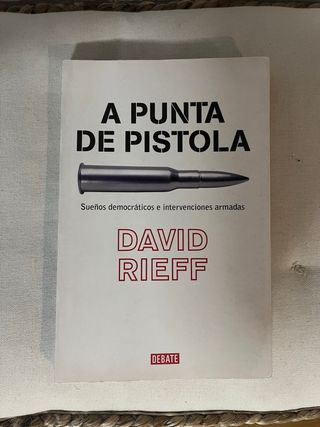 A PUNTA
DE PISTOLA
Sueños democráticos e intervenciones armadas
DAVID
RIEFF
DEBATE